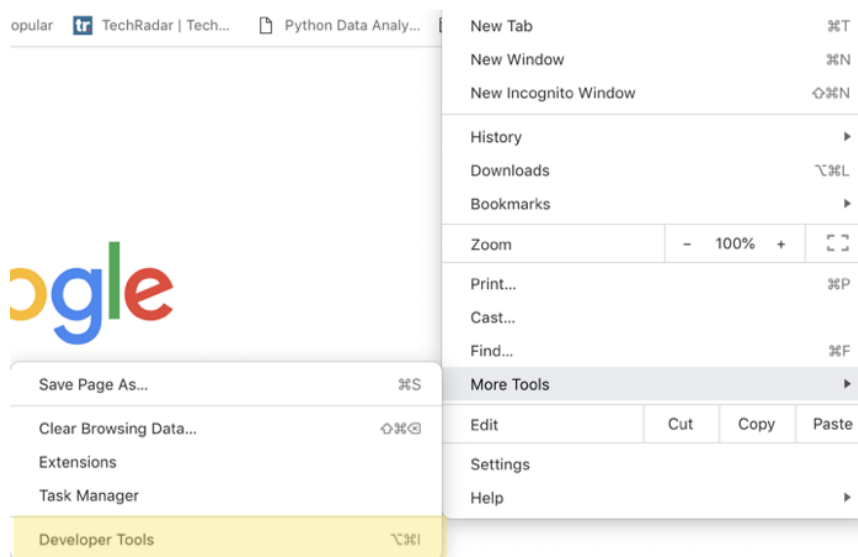 opular tr TechRadar | Tech... Python Data Analy...
New Tab ⌘T
New Window ⌘N
New Incognito Window ⇧⌘N
History
Downloads ⌥⌘L
Bookmarks
Zoom - 100% +
Print... ⌘P
Cast...
Find... ⌘F
More Tools
Edit Cut Copy Paste
Settings
Help
ogle
Save Page As... ⌘S
Clear Browsing Data... ⇧⌘⌫
Extensions
Task Manager
Developer Tools ⌥⌘I